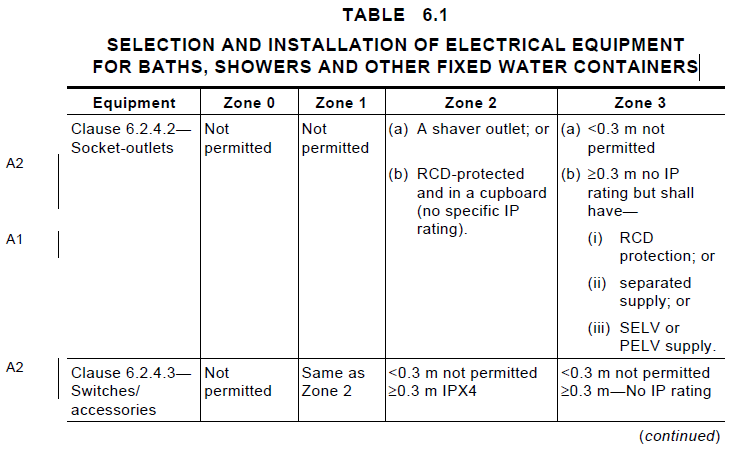 TABLE 6.1
SELECTION AND INSTALLATION OF ELECTRICAL EQUIPMENT
FOR BATHS, SHOWERS AND OTHER FIXED WATER CONTAINERS
Equipment Zone 0 Zone 1 Zone 2 Zone 3
A2
A1
Clause 6.2.4.2—
Socket-outlets
Not
permitted
Not
permitted
(a) A shaver outlet; or
(b) RCD-protected
and in a cupboard
(no specific IP
rating).
(a) <0.3 m not
permitted
(b) ≥0.3 m no IP
rating but shall
have—
(i) RCD
protection; or
(ii) separated
supply; or
(iii) SELV or
PELV supply.
A2
Clause 6.2.4.3—
Switches/
accessories
Not
permitted
Same as
Zone 2
<0.3 m not permitted
≥0.3 m IPX4
<0.3 m not permitted
≥0.3 m—No IP rating
(continued)